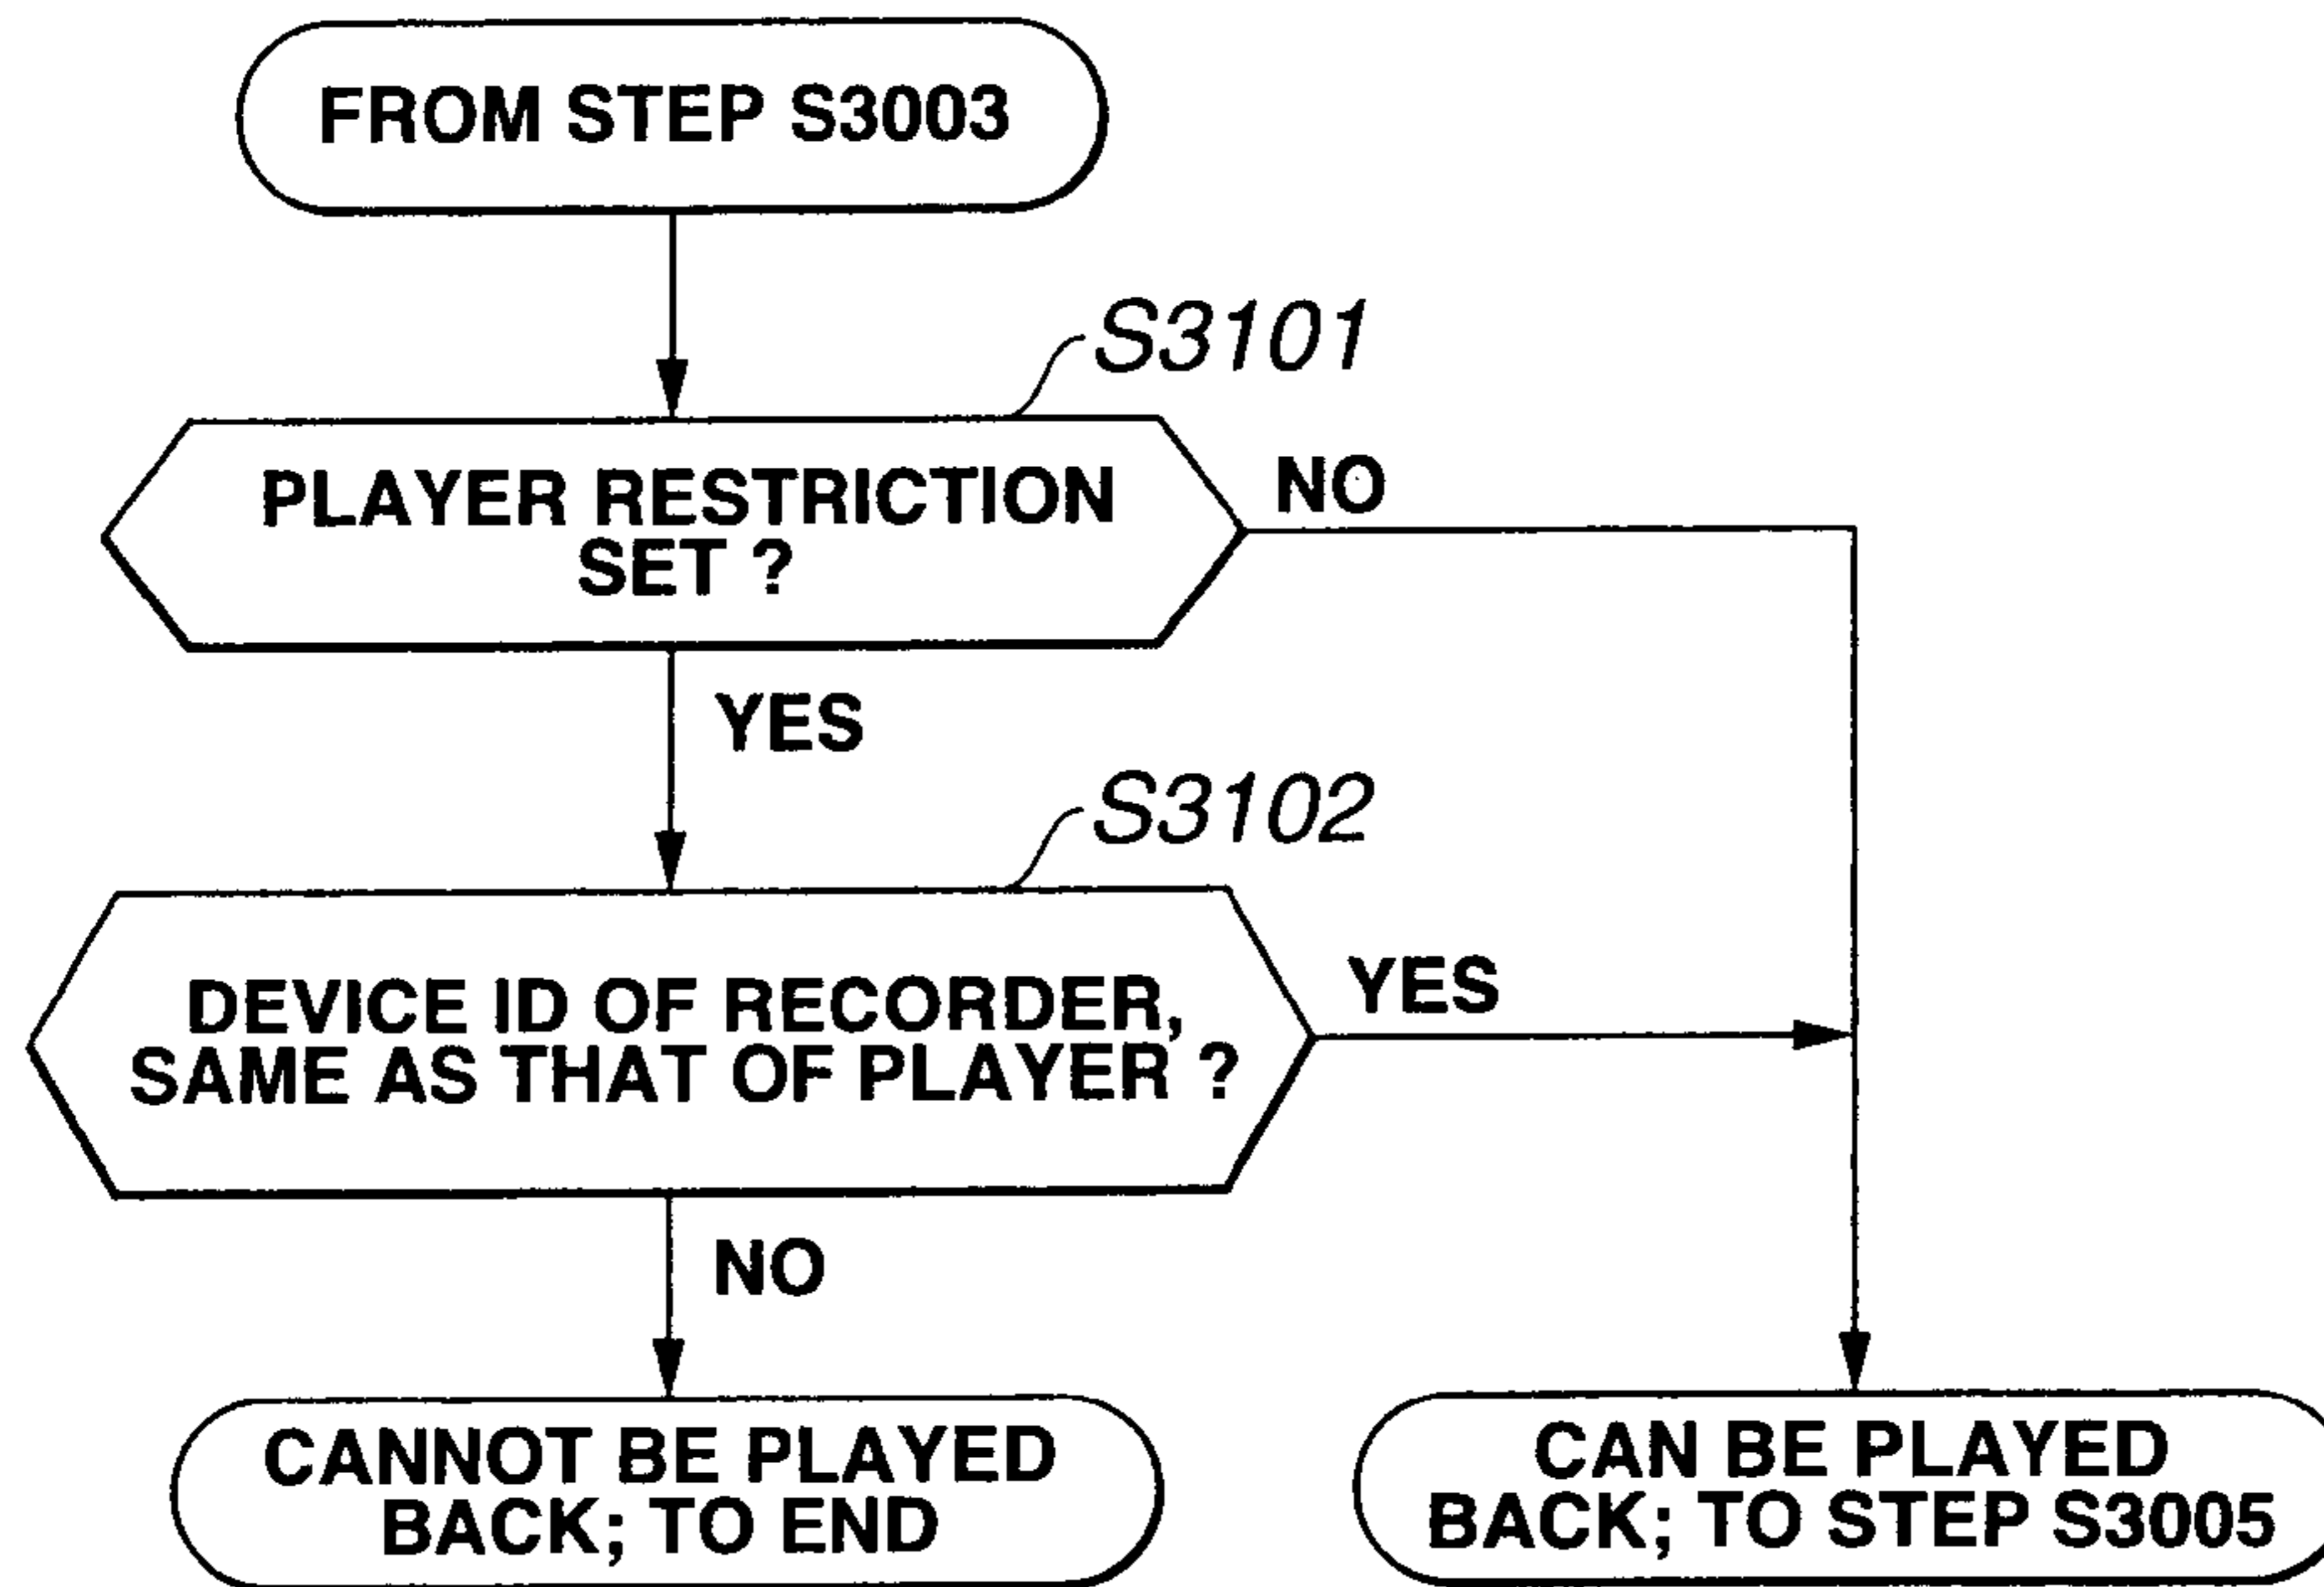 FROM STEP S3003
S3101
PLAYER RESTRICTION
SET ?
NO
YES
S3102
DEVICE ID OF RECORDER,
SAME AS THAT OF PLAYER ?
YES
NO
CANNOT BE PLAYED
BACK; TO END
CAN BE PLAYED
BACK; TO STEP S3005